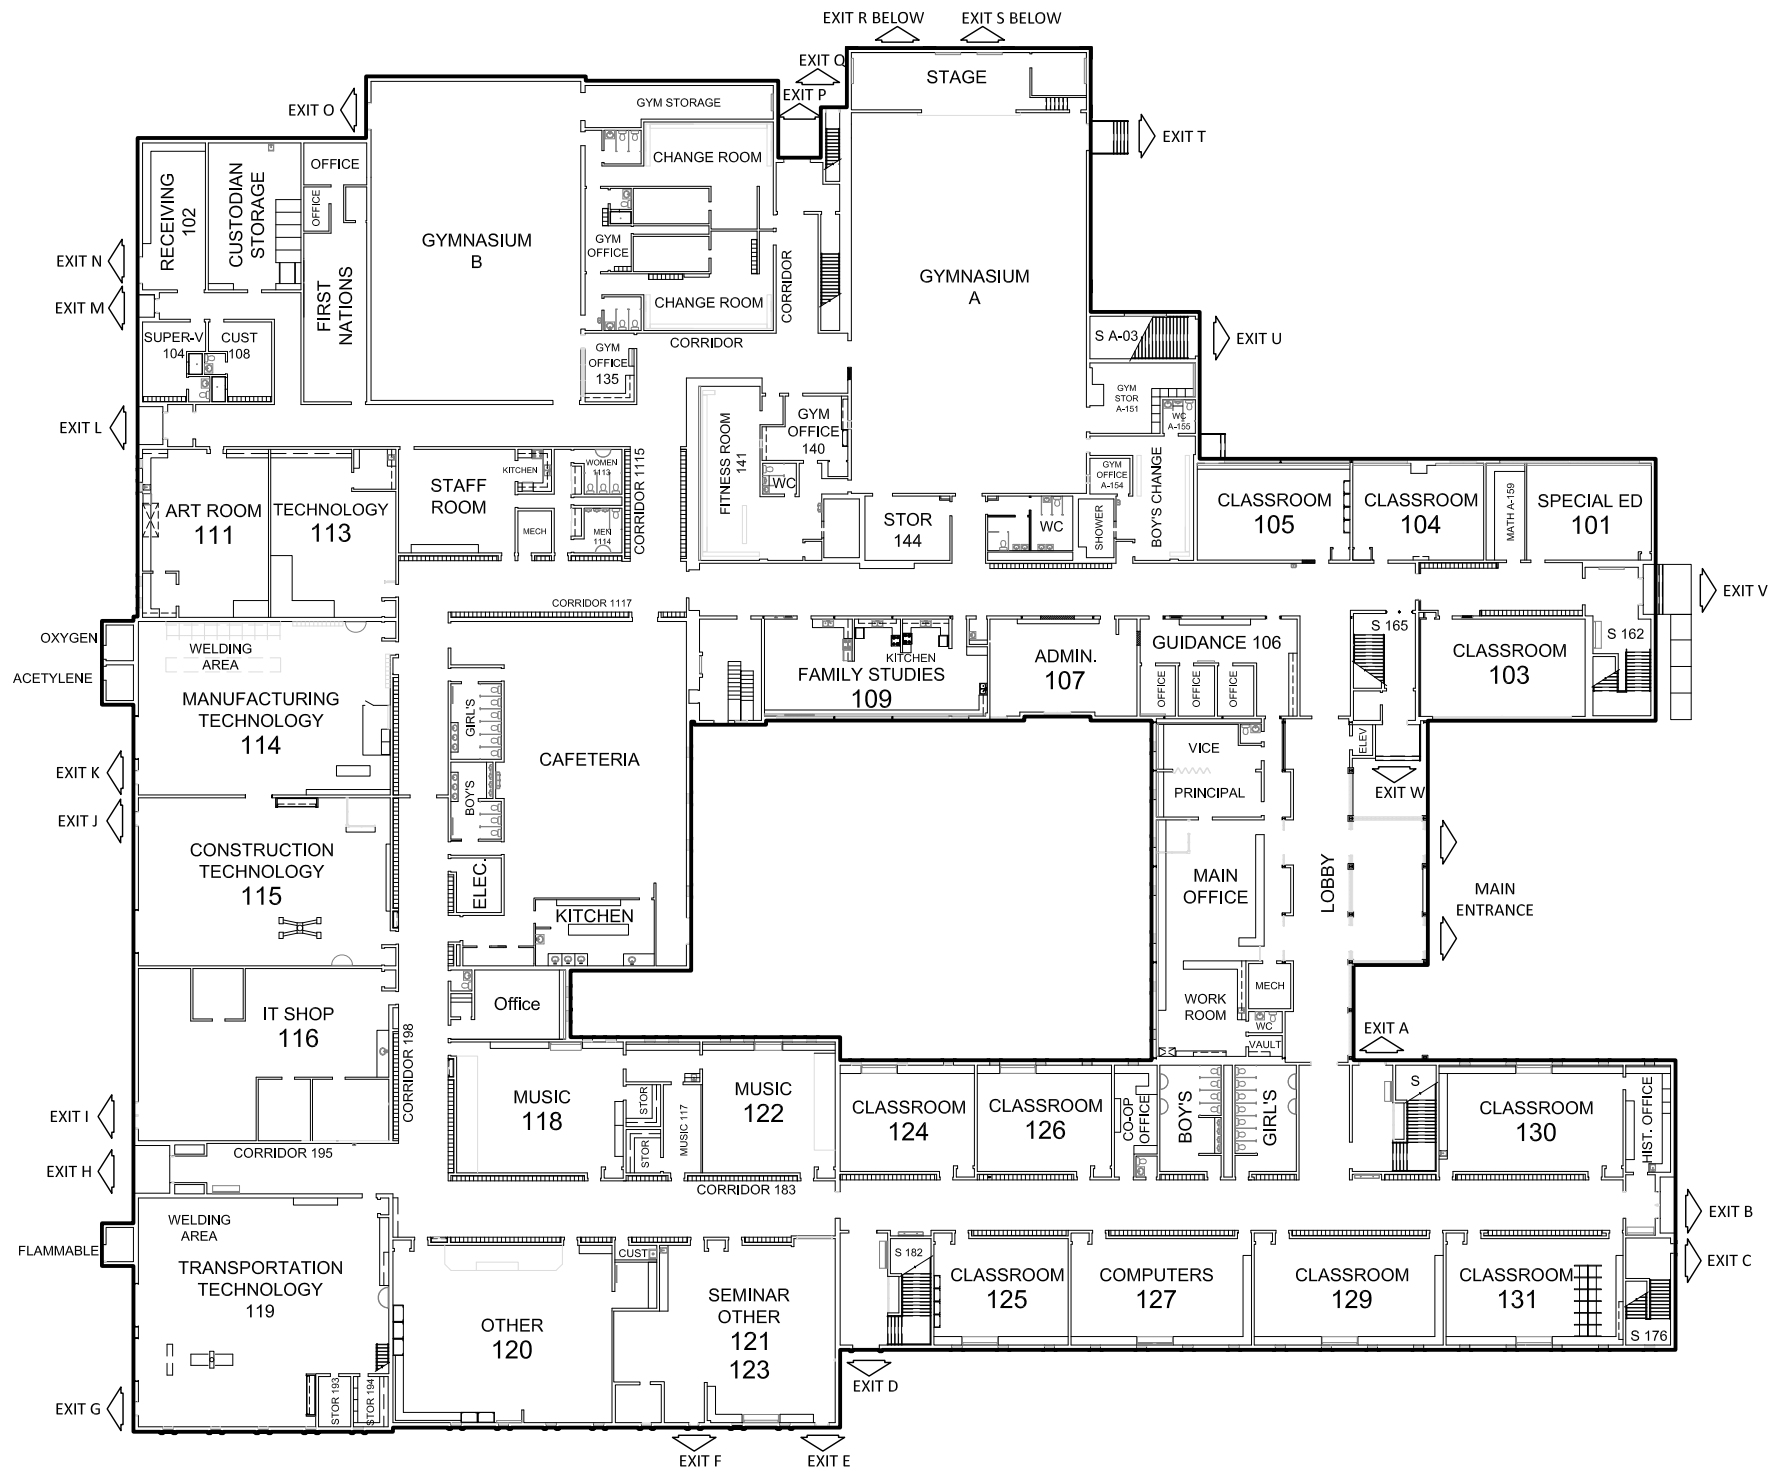 EXIT R BELOW
EXIT S BELOW
EXIT Q
EXIT P
EXIT O
EXIT T
STAGE
GYM STORAGE
CHANGE ROOM
OFFICE
OFFICE
RECEIVING
102
CUSTODIAN
STORAGE
FIRST
NATIONS
GYMNASIUM
B
GYM
OFFICE
CHANGE ROOM
CORRIDOR
GYMNASIUM
A
EXIT N
EXIT M
SUPER-V
104
CUST
108
GYM
OFFICE
135
CORRIDOR
S A-03
EXIT U
GYM
STOR
A-151
WC
A-155
EXIT L
FITNESS ROOM
141
GYM
OFFICE
140
WC
GYM
OFFICE
A-154
BOY'S CHANGE
SHOWER
ART ROOM
111
TECHNOLOGY
113
STAFF
ROOM
KITCHEN
MECH
WOMEN
1113
MEN
1114
CORRIDOR 1115
STOR
144
WC
CLASSROOM
105
CLASSROOM
104
MATH A-159
SPECIAL ED
101
EXIT V
CORRIDOR 1117
OXYGEN
ACETYLENE
WELDING
AREA
MANUFACTURING
TECHNOLOGY
114
KITCHEN
FAMILY STUDIES
109
ADMIN.
107
GUIDANCE 106
OFFICE
OFFICE
OFFICE
S 165
CLASSROOM
103
S 162
GIRL'S
BOY'S
CAFETERIA
VICE
PRINCIPAL
ELEV
EXIT W
EXIT K
EXIT J
CONSTRUCTION
TECHNOLOGY
115
ELEC.
KITCHEN
MAIN
OFFICE
LOBBY
MAIN
ENTRANCE
IT SHOP
116
Office
WORK
ROOM
MECH
WC
VAULT
EXIT A
CORRIDOR 198
EXIT I
MUSIC
118
STOR
STOR
MUSIC 117
MUSIC
122
CLASSROOM
124
CLASSROOM
126
CO-OP
OFFICE
BOY'S
GIRL'S
S
CLASSROOM
130
HIST. OFFICE
CORRIDOR 195
EXIT H
CORRIDOR 183
EXIT B
EXIT C
FLAMMABLE
WELDING
AREA
TRANSPORTATION
TECHNOLOGY
119
CUST
OTHER
120
SEMINAR
OTHER
121
123
S 182
CLASSROOM
125
COMPUTERS
127
CLASSROOM
129
CLASSROOM
131
S 176
STOR 193
STOR 194
EXIT G
EXIT D
EXIT F
EXIT E